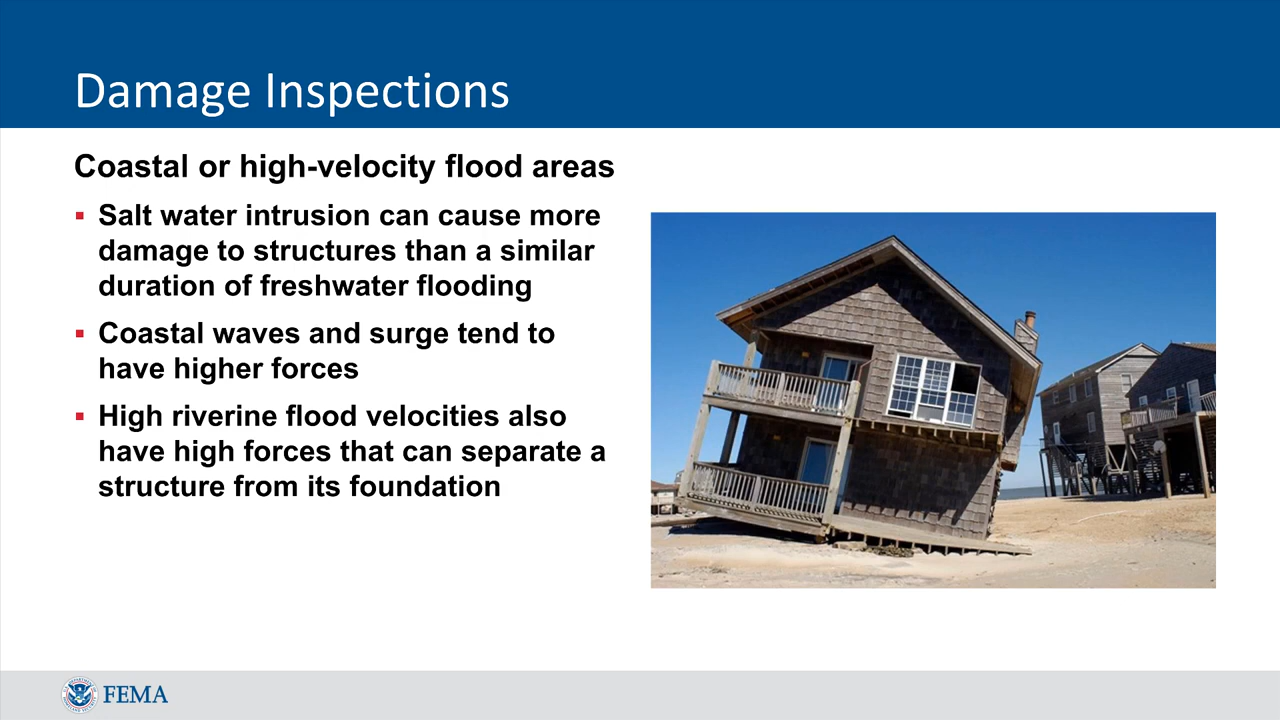 Damage Inspections
Coastal or high-velocity flood areas
▪ Salt water intrusion can cause more
damage to structures than a similar
duration of freshwater flooding
▪ Coastal waves and surge tend to
have higher forces
▪ High riverine flood velocities also
have high forces that can separate a
structure from its foundation
FEMA